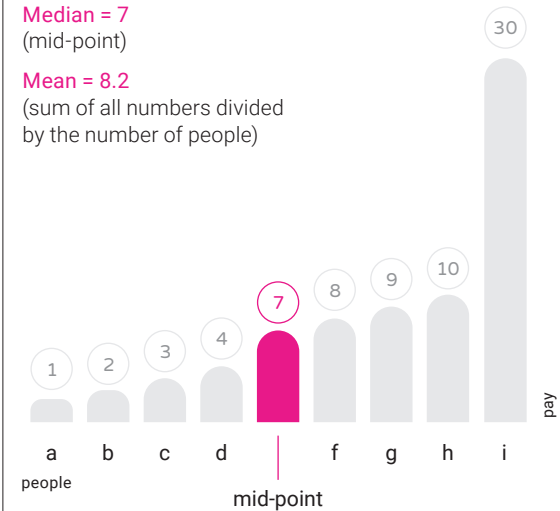 Median = 7
(mid-point)
Mean = 8.2
(sum of all numbers divided
by the number of people)
30
10
9
8
7
4
3
2
1
a b c d f g h i
pay
people
mid-point